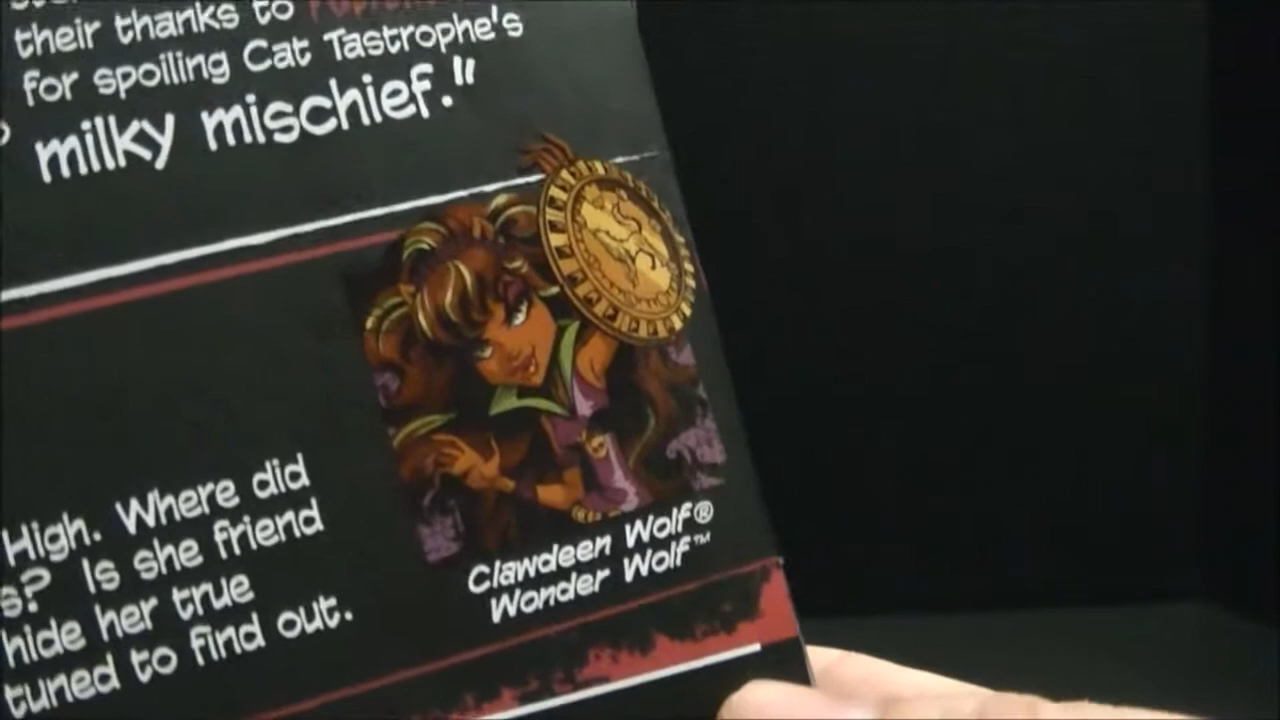 their thanks to
for spoiling Cat Tastrophe's
milky mischief."
High. Where did
s? Is she friend
hide her true
tuned to find out.
Clawdeen Wolf®
Wonder Wolf™